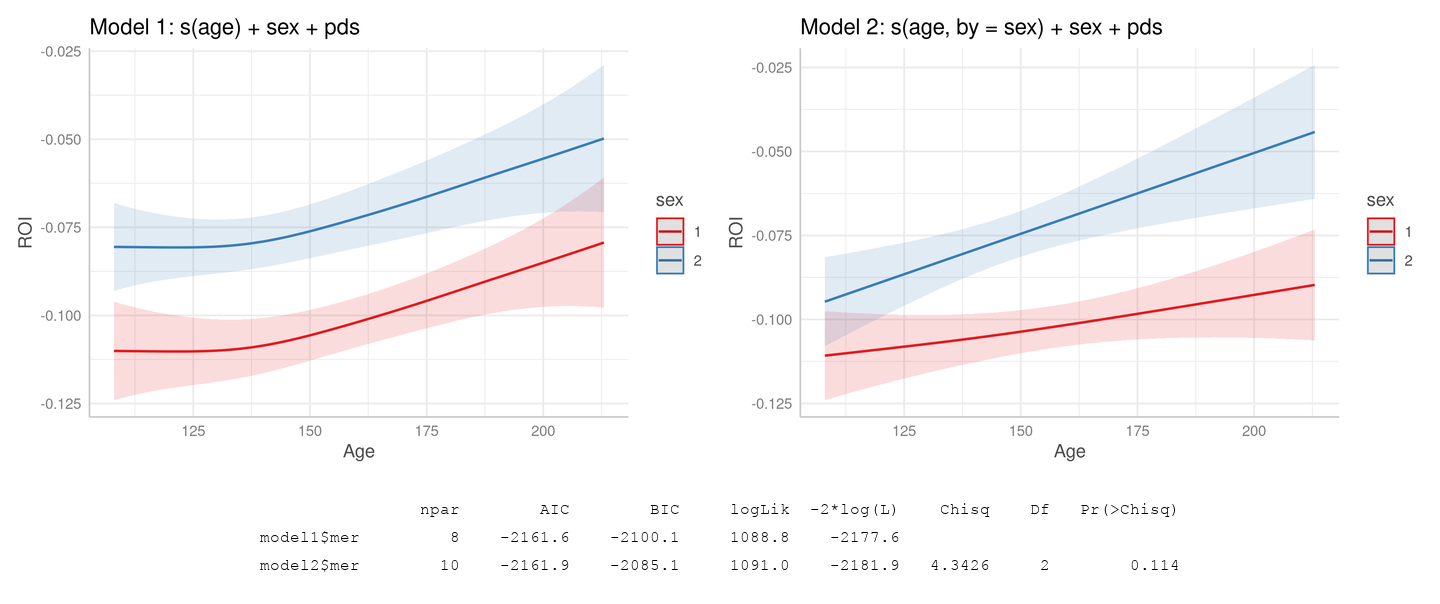 Model 1: s(age) + sex + pds
-0.025
-0.050
-0.075
-0.100
-0.125
ROI
125 150 175 200
Age
sex
1
2
Model 2: s(age, by = sex) + sex + pds
-0.025
-0.050
-0.075
-0.100
-0.125
ROI
125 150 175 200
Age
sex
1
2
npar AIC BIC logLik -2*log(L) Chisq Df Pr(>Chisq)
model1$mer 8 -2161.6 -2100.1 1088.8 -2177.6
model2$mer 10 -2161.9 -2085.1 1091.0 -2181.9 4.3426 2 0.114